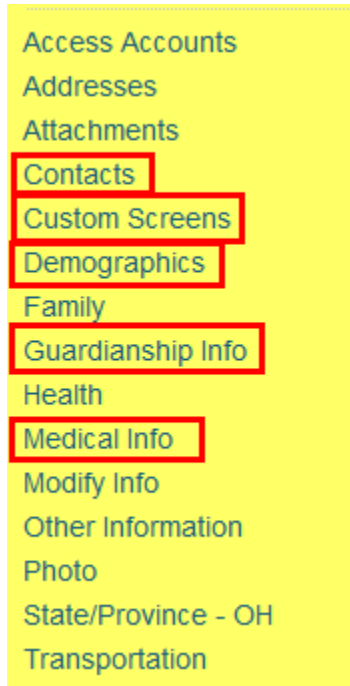 Access Accounts
Addresses
Attachments
Contacts
Custom Screens
Demographics
Family
Guardianship Info
Health
Medical Info
Modify Info
Other Information
Photo
State/Province - OH
Transportation